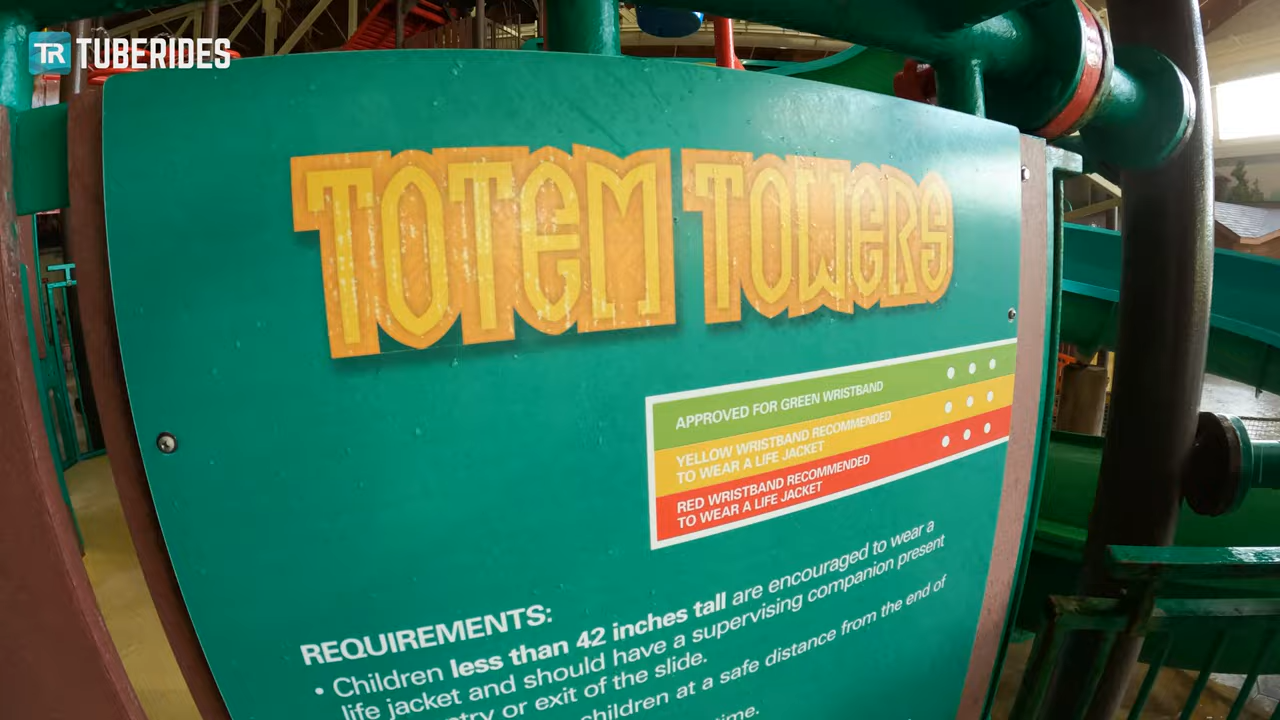 TR TUBERIDES
TOTEM TOWERS
APPROVED FOR GREEN WRISTBAND
YELLOW WRISTBAND RECOMMENDED
TO WEAR A LIFE JACKET
RED WRISTBAND RECOMMENDED
TO WEAR A LIFE JACKET
REQUIREMENTS:
• Children less than 42 inches tall are encouraged to wear a
life jacket and should have a supervising companion present
or exit of the slide.
children at a safe distance from the end of
time.